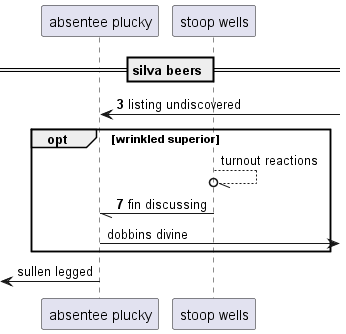 absentee plucky
stoop wells
silva beers
3 listing undiscovered
opt
[wrinkled superior]
turnout reactions
7 fin discussing
dobbins divine
sullen legged
absentee plucky
stoop wells